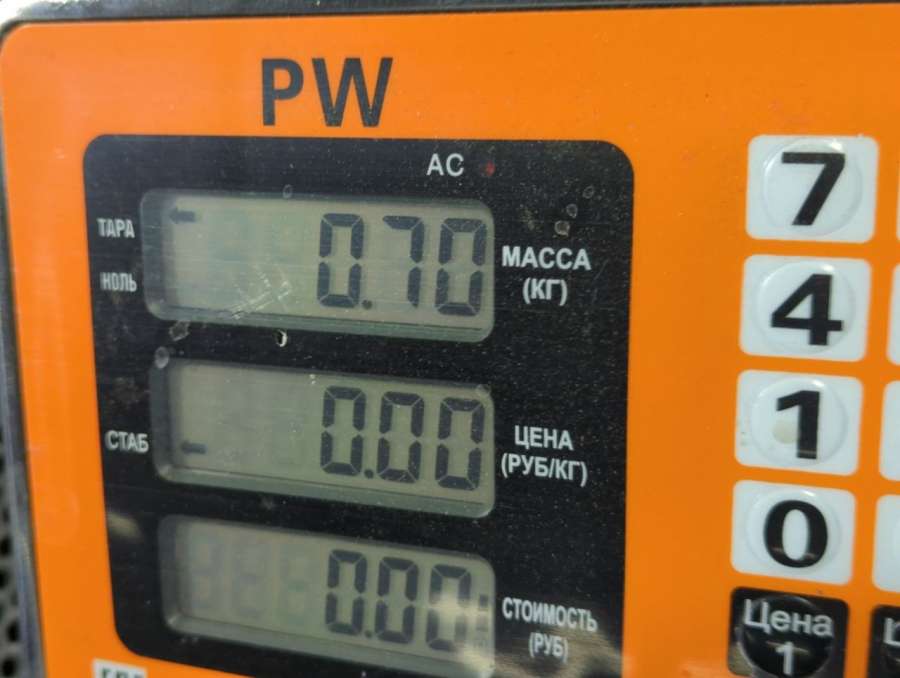 PW
AC
ТАРА
НОЛЬ
0.70
МАССА
(КГ)
СТАБ
0.00
ЦЕНА
(РУБ/КГ)
0.00
СТОИМОСТЬ
(РУБ)
7
4
1
0
Цена
1